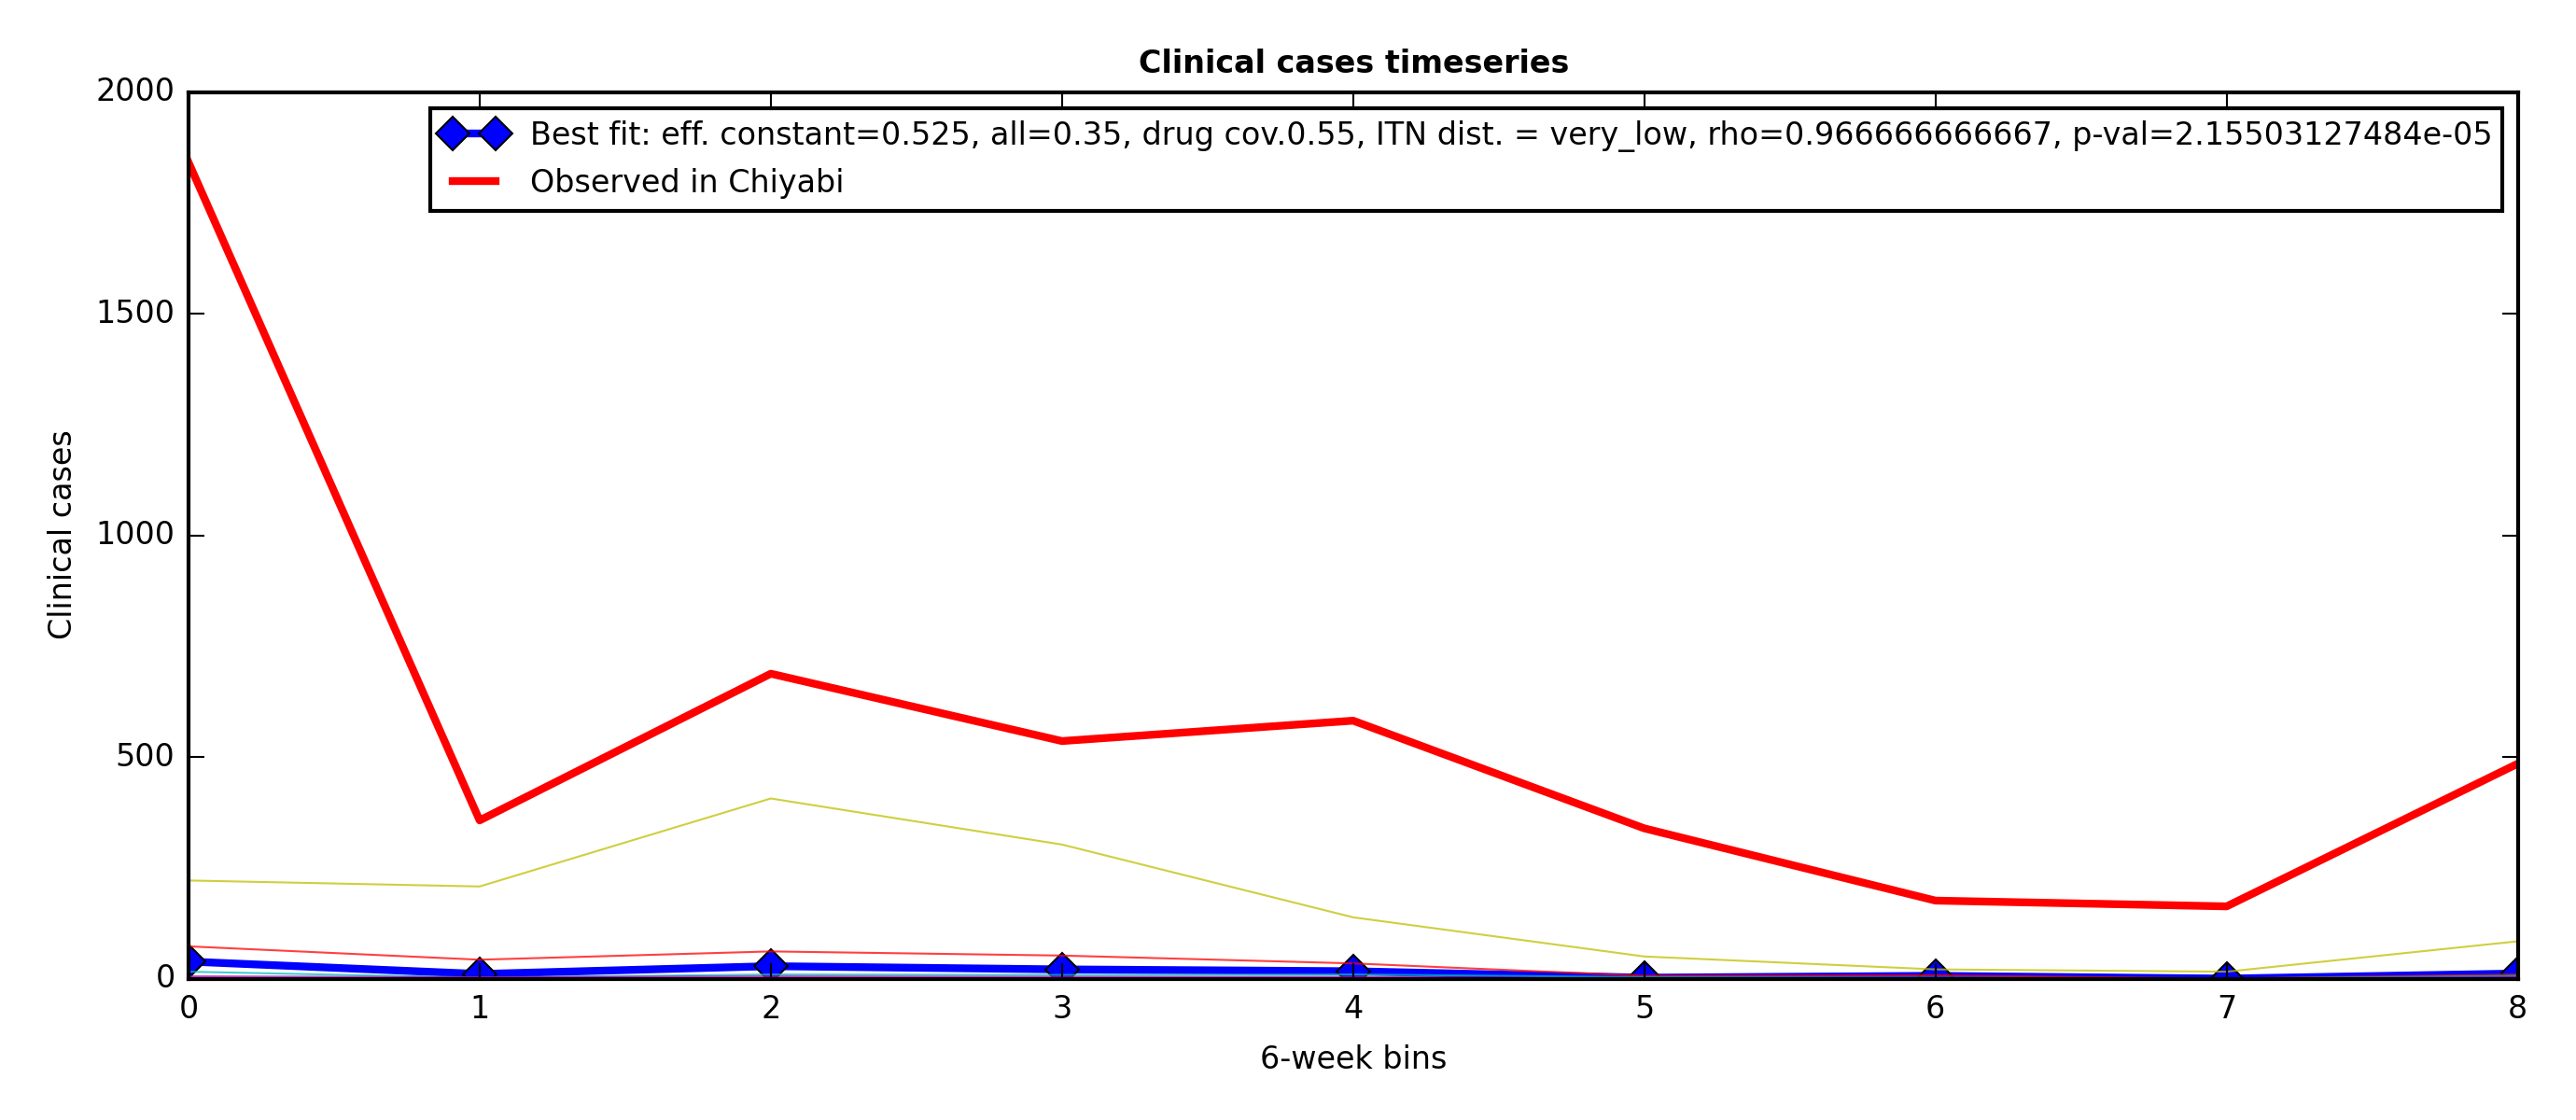 Clinical cases timeseries
2000
1500
1000
500
0
Clinical cases
Best fit: eff. constant=0.525, all=0.35, drug cov.0.55, ITN dist. = very_low, rho=0.966666666667, p-val=2.15503127484e-05
Observed in Chiyabi
0 1 2 3 4 5 6 7 8
6-week bins